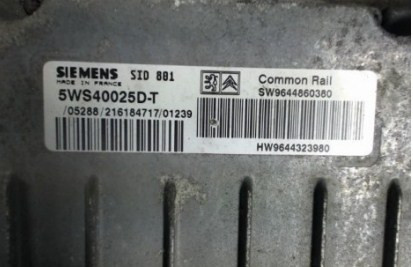 SIEMENS SID 801
MADE IN FRANCE
5WS40025D-T
/05288/216184717/01239
Common Rail
SW9644860380
HW9644323980